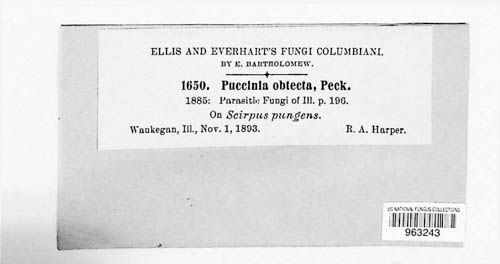 ELLIS AND EVERHART'S FUNGI COLUMBIANI.
BY E. BARTHOLOMEW.
1650. Puccinia obtecta, Peck.
1885: Parasitic Fungi of Ill. p. 196.
On Scirpus pungens.
Waukegan, Ill., Nov. 1, 1893. R. A. Harper.
US NATIONAL FUNGUS COLLECTIONS
963243